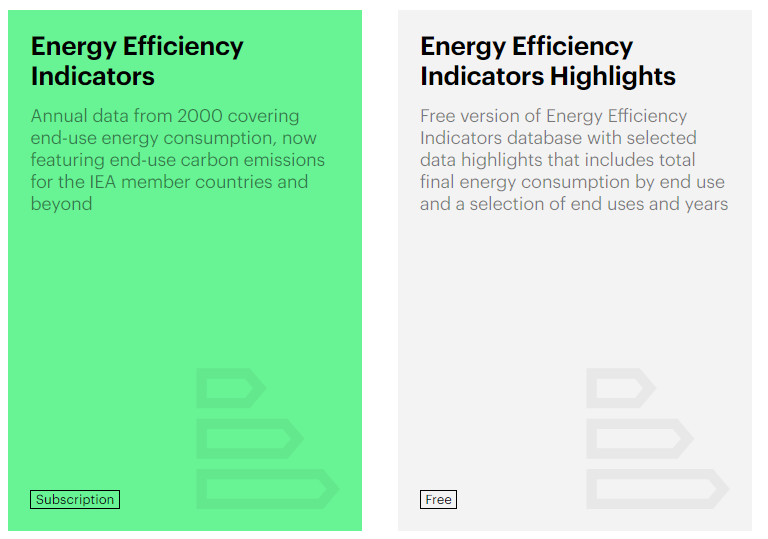 Energy Efficiency
Indicators
Annual data from 2000 covering
end-use energy consumption, now
featuring end-use carbon emissions
for the IEA member countries and
beyond
Subscription
Energy Efficiency
Indicators Highlights
Free version of Energy Efficiency
Indicators database with selected
data highlights that includes total
final energy consumption by end use
and a selection of end uses and years
Free